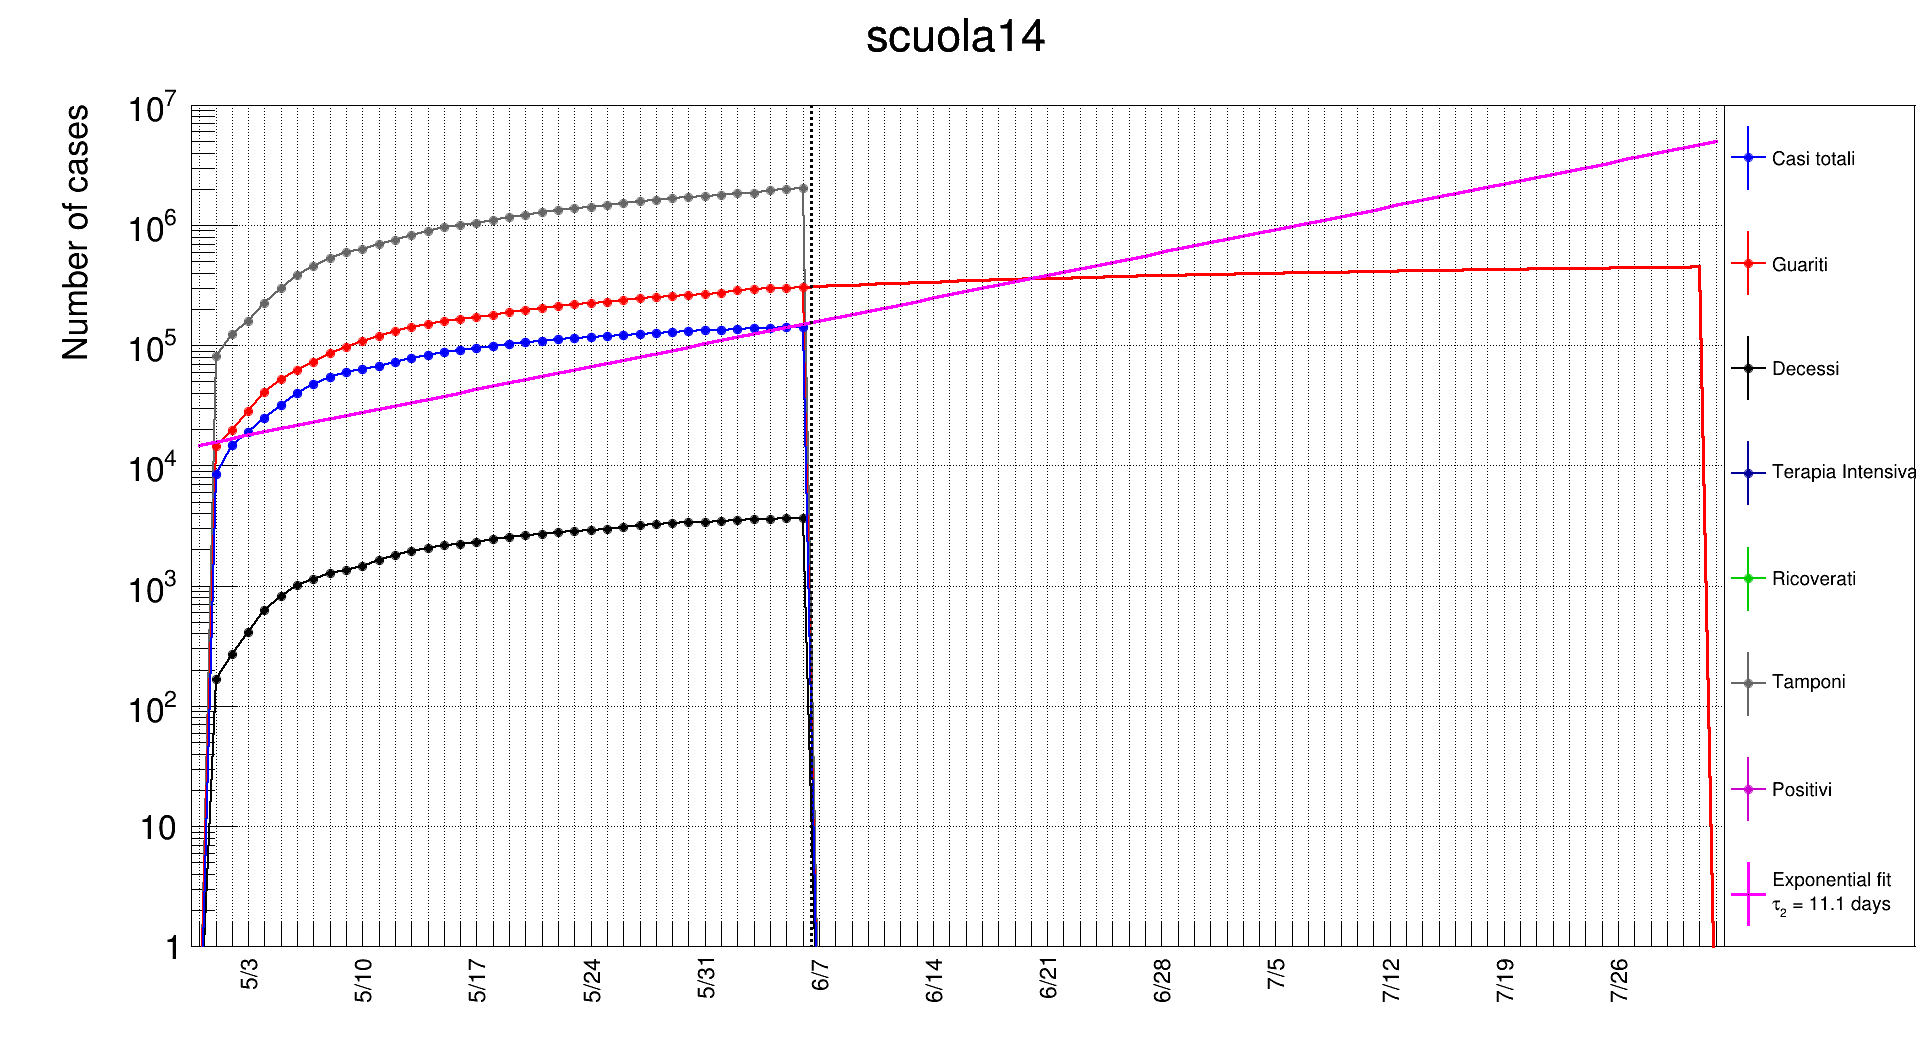 scuola14
Number of cases
10^7
10^6
10^5
10^4
10^3
10^2
10
1
5/3
5/10
5/17
5/24
5/31
6/7
6/14
6/21
6/28
7/5
7/12
7/19
7/26
Casi totali
Guariti
Decessi
Terapia Intensiva
Ricoverati
Tamponi
Positivi
Exponential fit
τ₂ = 11.1 days